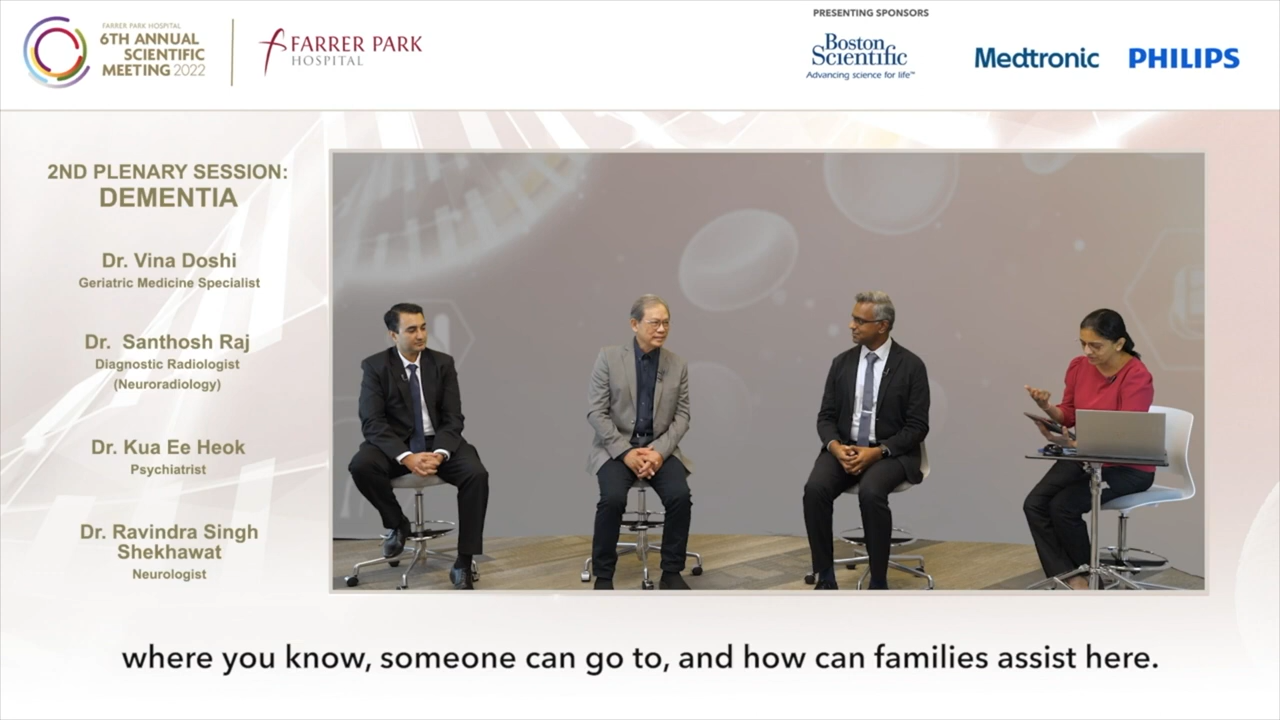 FARRER PARK HOSPITAL
6TH ANNUAL
SCIENTIFIC
MEETING 2022
FARRER PARK
HOSPITAL
PRESENTING SPONSORS
Boston
Scientific
Advancing science for life™
Medtronic
PHILIPS
2ND PLENARY SESSION:
DEMENTIA
Dr. Vina Doshi
Geriatric Medicine Specialist
Dr. Santhosh Raj
Diagnostic Radiologist
(Neuroradiology)
Dr. Kua Ee Heok
Psychiatrist
Dr. Ravindra Singh
Shekhawat
Neurologist
where you know, someone can go to, and how can families assist here.